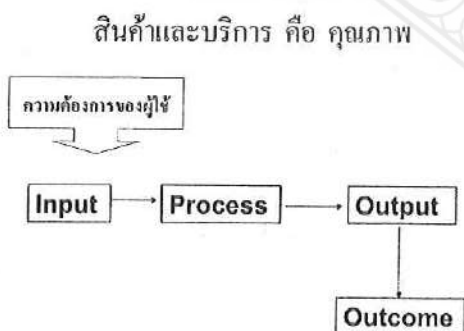 สินค้าและบริการ คือ คุณภาพ
ความต้องการของผู้ใช้
Input
Process
Output
Outcome